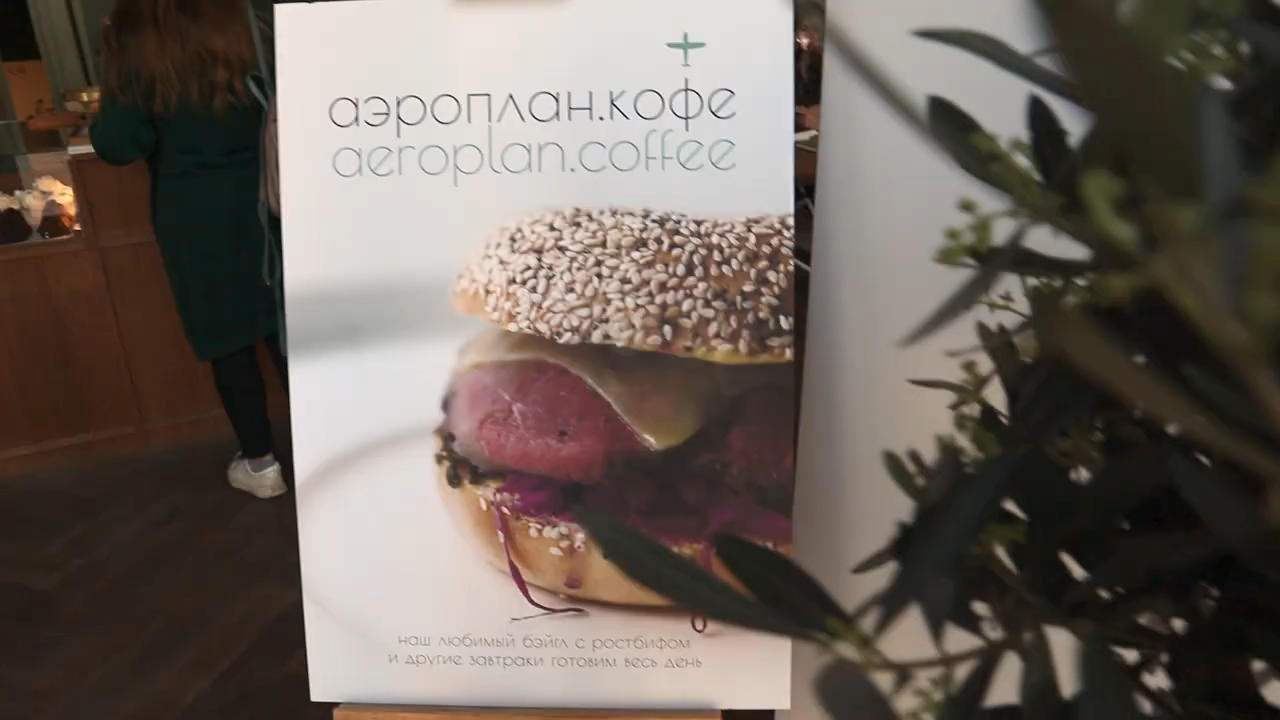 аэроплан.кофе
aeroplan.coffee
наш любимый бэйгл с ростбифом
и другие завтраки готовим весь день